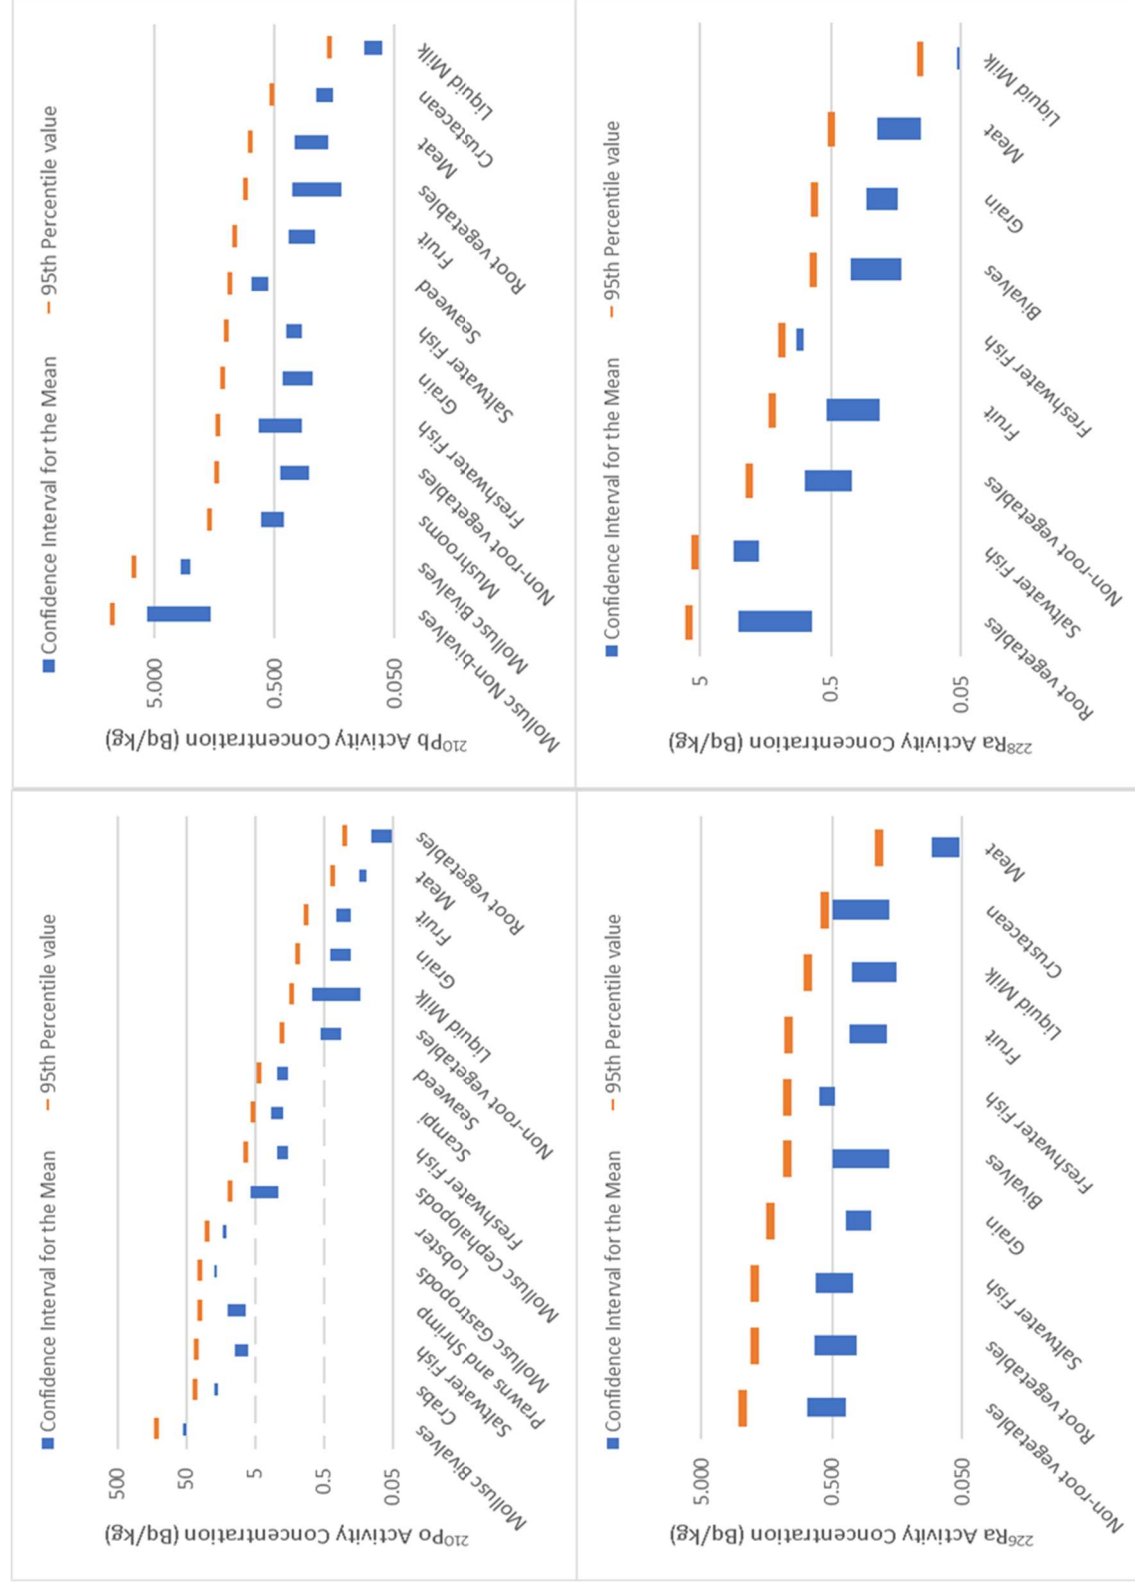 ■ Confidence Interval for the Mean – 95th Percentile value
²¹⁰Po Activity Concentration (Bq/kg)
500
50
5
0.5
0.05
Mollusc Bivalves
Crabs
Saltwater Fish
Prawns and Shrimp
Mollusc Gastropods
Lobster
Mollusc Cephalopods
Freshwater Fish
Scampi
Seaweed
Non-root vegetables
Liquid Milk
Grain
Fruit
Meat
Root vegetables
■ Confidence Interval for the Mean – 95th Percentile value
²¹⁰Pb Activity Concentration (Bq/kg)
5.000
0.500
0.050
Mollusc Non-bivalves
Mollusc Bivalves
Mushrooms
Non-root vegetables
Freshwater Fish
Grain
Saltwater Fish
Seaweed
Fruit
Root vegetables
Meat
Crustacean
Liquid Milk
■ Confidence Interval for the Mean – 95th Percentile value
²²⁶Ra Activity Concentration (Bq/kg)
5.000
0.500
0.050
Non-root vegetables
Root vegetables
Saltwater Fish
Grain
Bivalves
Freshwater Fish
Fruit
Liquid Milk
Crustacean
Meat
■ Confidence Interval for the Mean – 95th Percentile value
²²⁸Ra Activity Concentration (Bq/kg)
5
0.5
0.05
Root vegetables
Saltwater Fish
Non-root vegetables
Fruit
Freshwater Fish
Bivalves
Grain
Meat
Liquid Milk